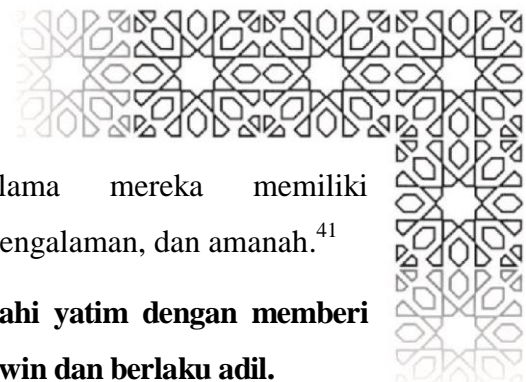 lama mereka memiliki
engalaman, dan amanah.41
ahi yatim dengan memberi
win dan berlaku adil.